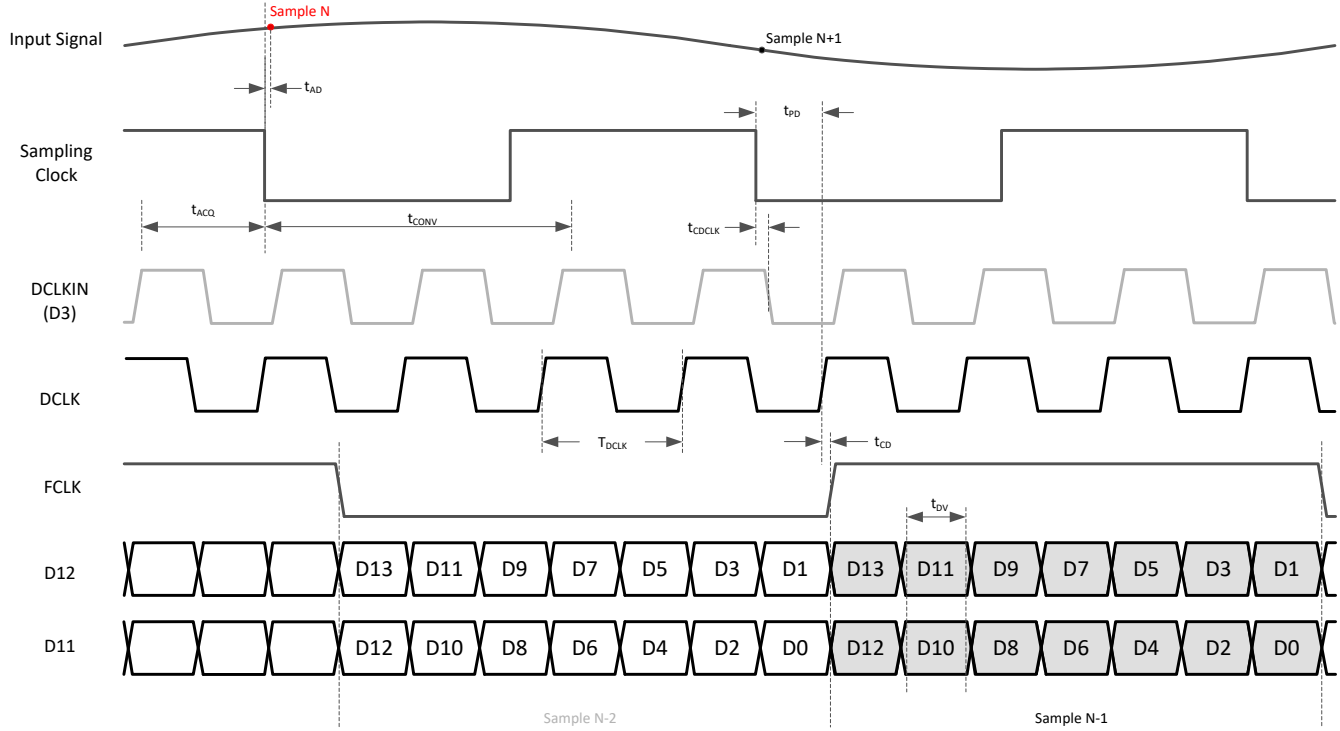 Sample N
Input Signal
Sample N+1
tAD
tPD
Sampling
Clock
tACQ
tCONV
tCDCLK
DCLKIN
(D3)
DCLK
TDCLK
tCD
FCLK
tDV
D12 D13 D11 D9 D7 D5 D3 D1 D13 D11 D9 D7 D5 D3 D1
D11 D12 D10 D8 D6 D4 D2 D0 D12 D10 D8 D6 D4 D2 D0
Sample N-2 Sample N-1